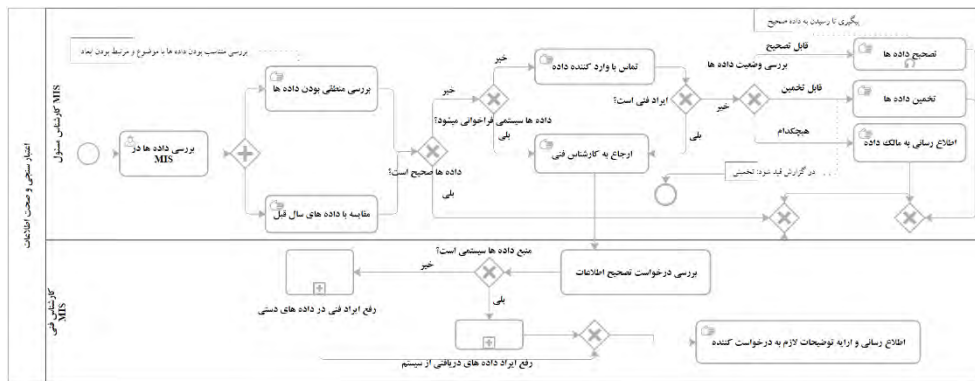 پیگیری تا رسیدن به داده صحیح
بررسی متناسب بودن داده ها با موضوع و مرتبط بودن ابعاد
اعتبار سنجی و صحت اطلاعات
کارشناس مسئول MIS
بررسی داده ها در
MIS
بررسی منطقی بودن داده ها
مقایسه با داده های سال قبل
داده ها صحیح است؟
خیر
بلی
داده ها سیستمی فراخوانی میشود؟
خیر
بلی
تماس با وارد کننده داده
ارجاع به کارشناس فنی
ایراد فنی است؟
خیر
بلی
بررسی وضعیت داده ها
قابل تصحیح
قابل تخمین
هیچکدام
تصحیح داده ها
تخمین داده ها
اطلاع رسانی به مالک داده
در گزارش قید شود: تخمینی
کارشناس فنی
MIS
بررسی درخواست تصحیح اطلاعات
منبع داده ها سیستمی است؟
خیر
بلی
رفع ایراد فنی در داده های دستی
رفع ایراد داده های دریافتی از سیستم
اطلاع رسانی و ارایه توضیحات لازم به درخواست کننده